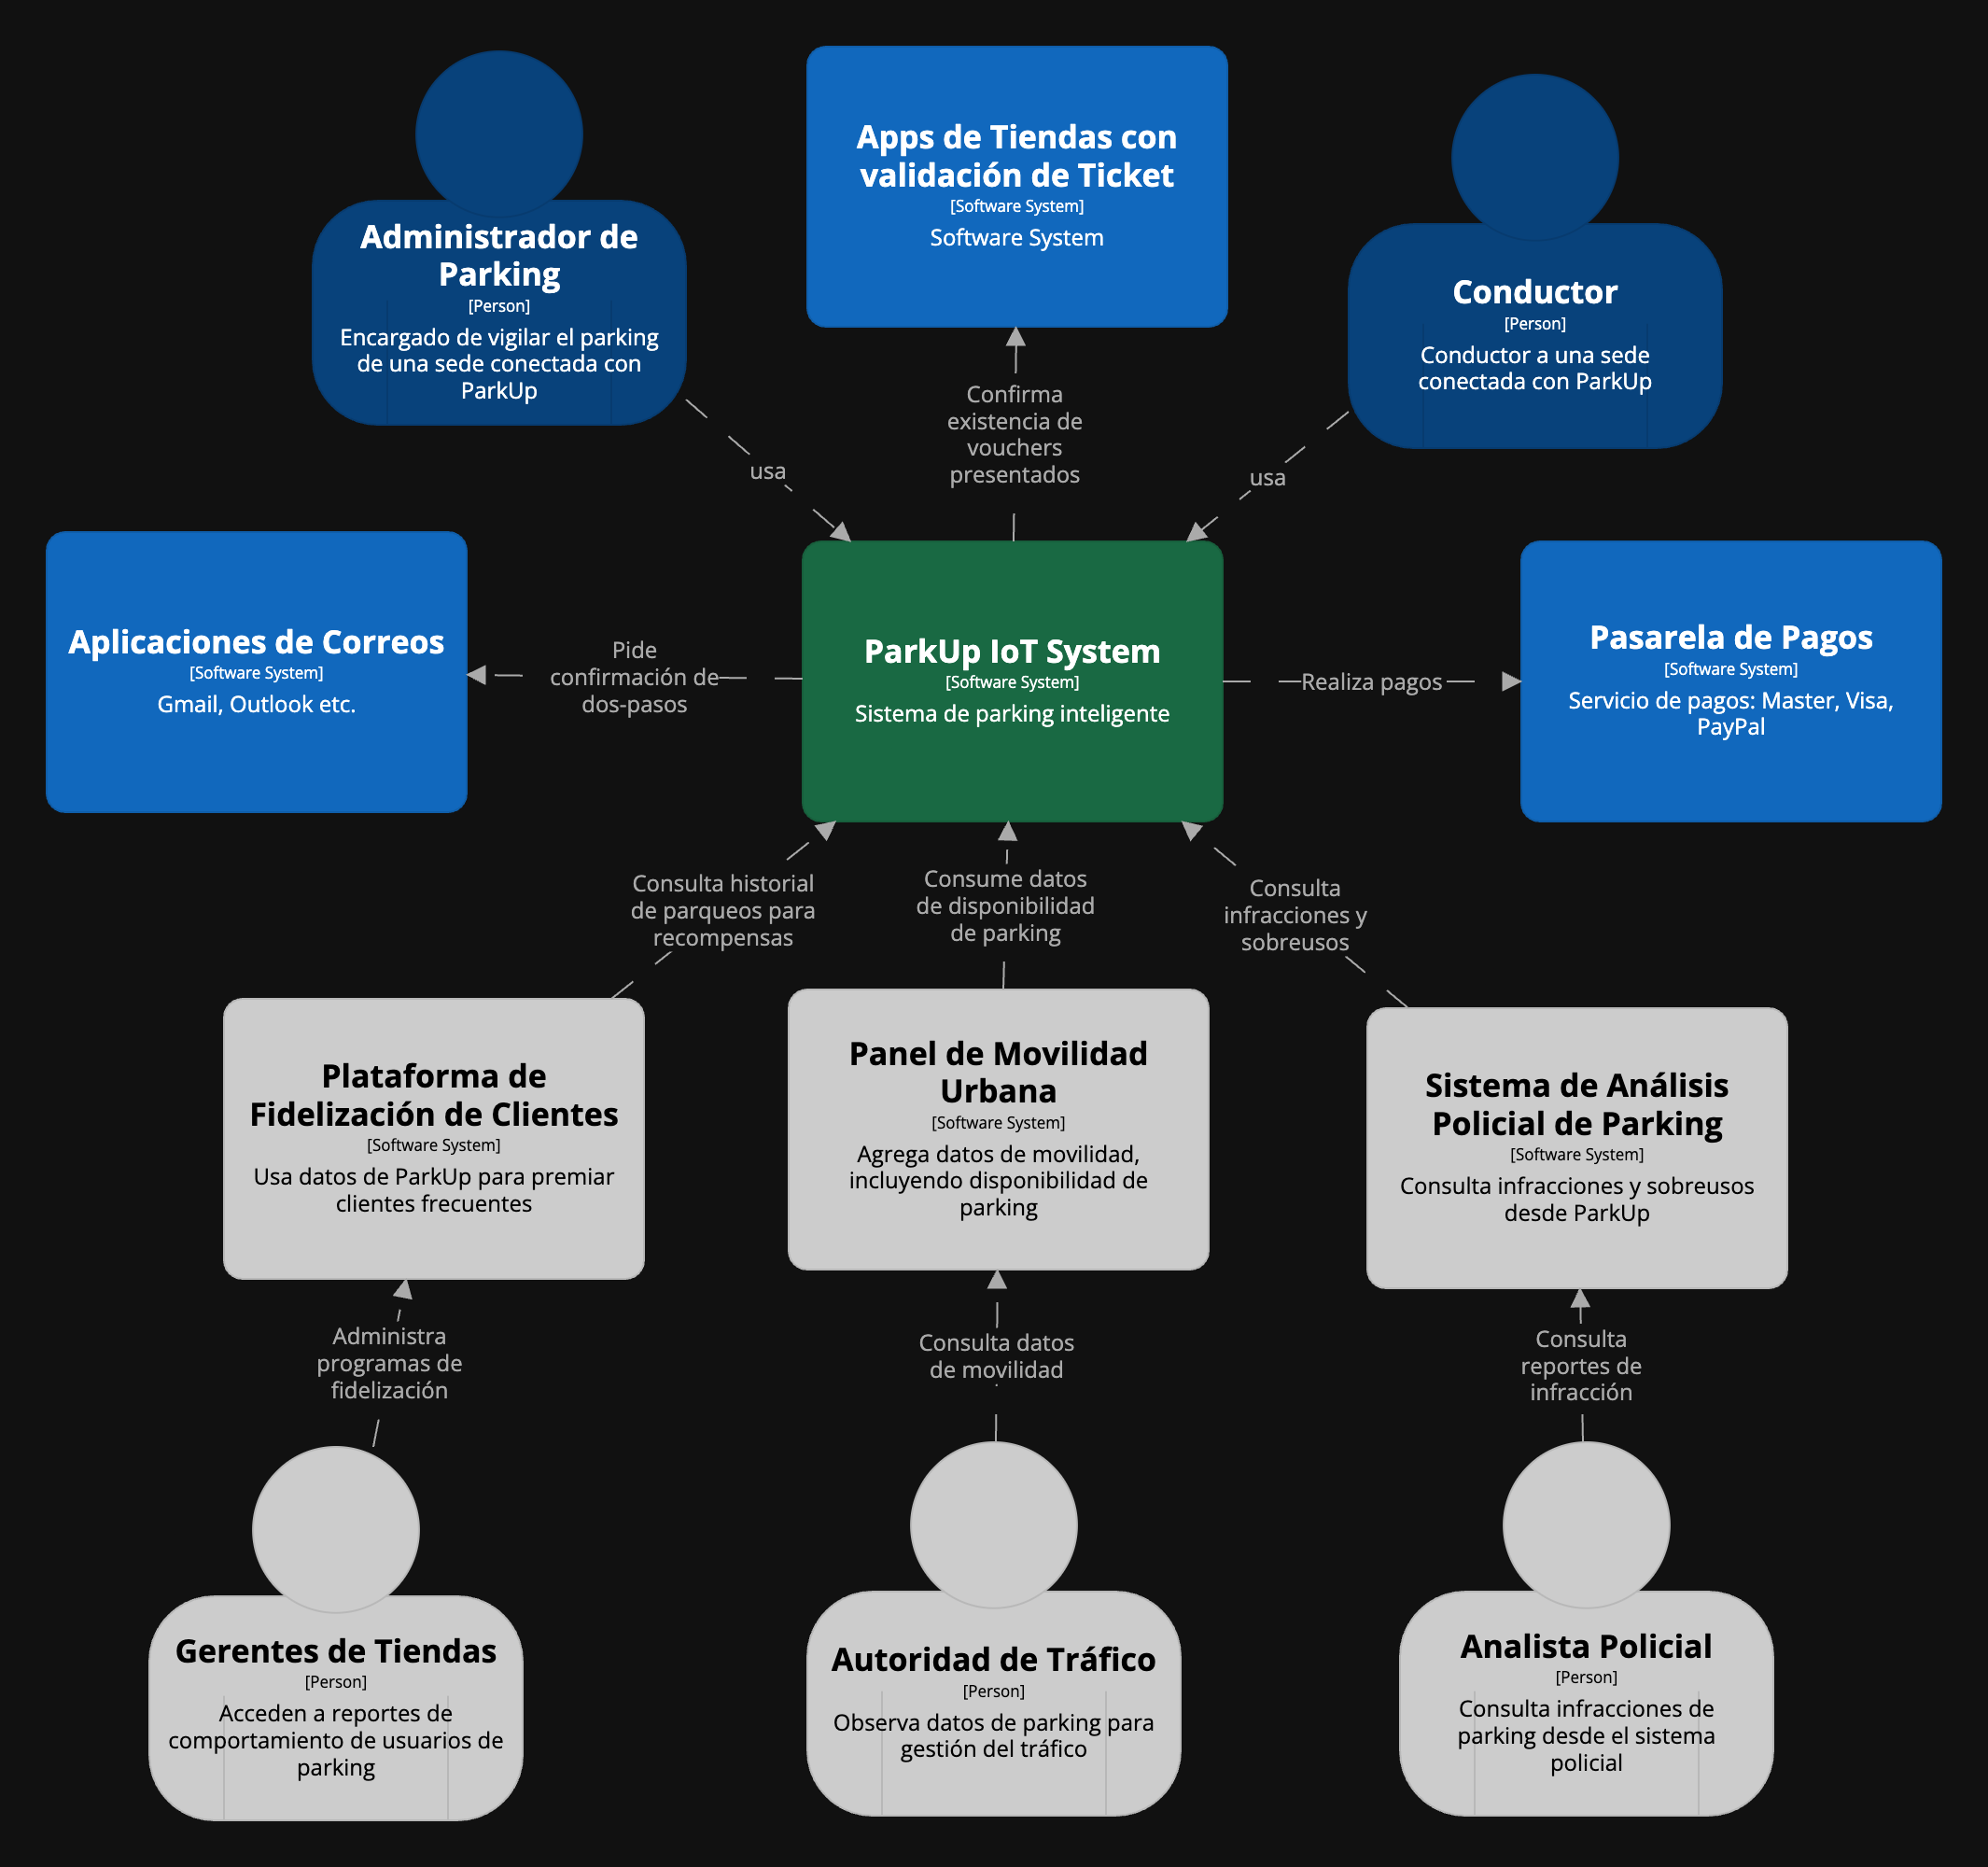 Administrador de
Parking
[Person]
Encargado de vigilar el parking
de una sede conectada con
ParkUp
Apps de Tiendas con
validación de Ticket
[Software System]
Software System
Conductor
[Person]
Conductor a una sede
conectada con ParkUp
usa
Confirma
existencia de
vouchers
presentados
usa
Aplicaciones de Correos
[Software System]
Gmail, Outlook etc.
Pide
confirmación de
dos-pasos
ParkUp IoT System
[Software System]
Sistema de parking inteligente
Realiza pagos
Pasarela de Pagos
[Software System]
Servicio de pagos: Master, Visa,
PayPal
Consulta historial
de parqueos para
recompensas
Consume datos
de disponibilidad
de parking
Consulta
infracciones y
sobreusos
Plataforma de
Fidelización de Clientes
[Software System]
Usa datos de ParkUp para premiar
clientes frecuentes
Panel de Movilidad
Urbana
[Software System]
Agrega datos de movilidad,
incluyendo disponibilidad de
parking
Sistema de Análisis
Policial de Parking
[Software System]
Consulta infracciones y sobreusos
desde ParkUp
Administra
programas de
fidelización
Consulta datos
de movilidad
Consulta
reportes de
infracción
Gerentes de Tiendas
[Person]
Acceden a reportes de
comportamiento de usuarios de
parking
Autoridad de Tráfico
[Person]
Observa datos de parking para
gestión del tráfico
Analista Policial
[Person]
Consulta infracciones de
parking desde el sistema
policial